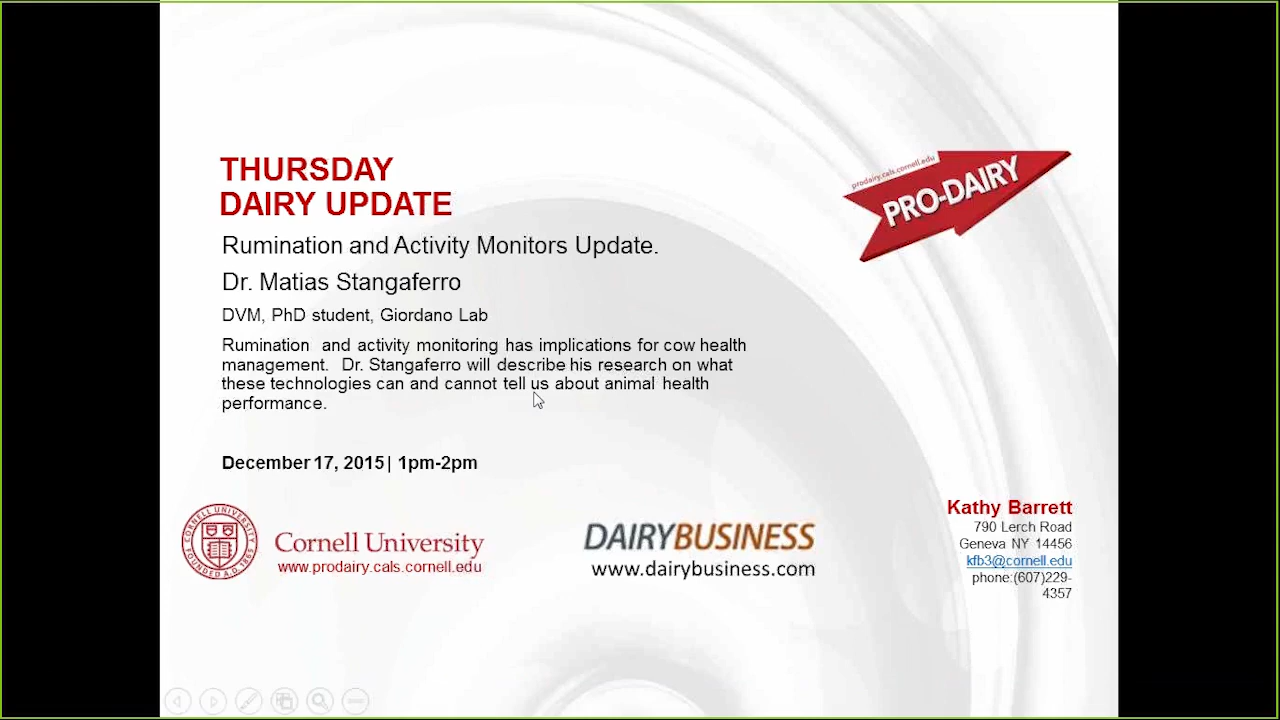 THURSDAY
DAIRY UPDATE
prodairy.cals.cornell.edu
PRO-DAIRY
Rumination and Activity Monitors Update.
Dr. Matias Stangaferro
DVM, PhD student, Giordano Lab
Rumination and activity monitoring has implications for cow health
management. Dr. Stangaferro will describe his research on what
these technologies can and cannot tell us about animal health
performance.
December 17, 2015| 1pm-2pm
CORNELL UNIVERSITY
FOUNDED A.D. 1865
Cornell University
www.prodairy.cals.cornell.edu
DAIRYBUSINESS
www.dairybusiness.com
Kathy Barrett
790 Lerch Road
Geneva NY 14456
kfb3@cornell.edu
phone:(607)229-
4357